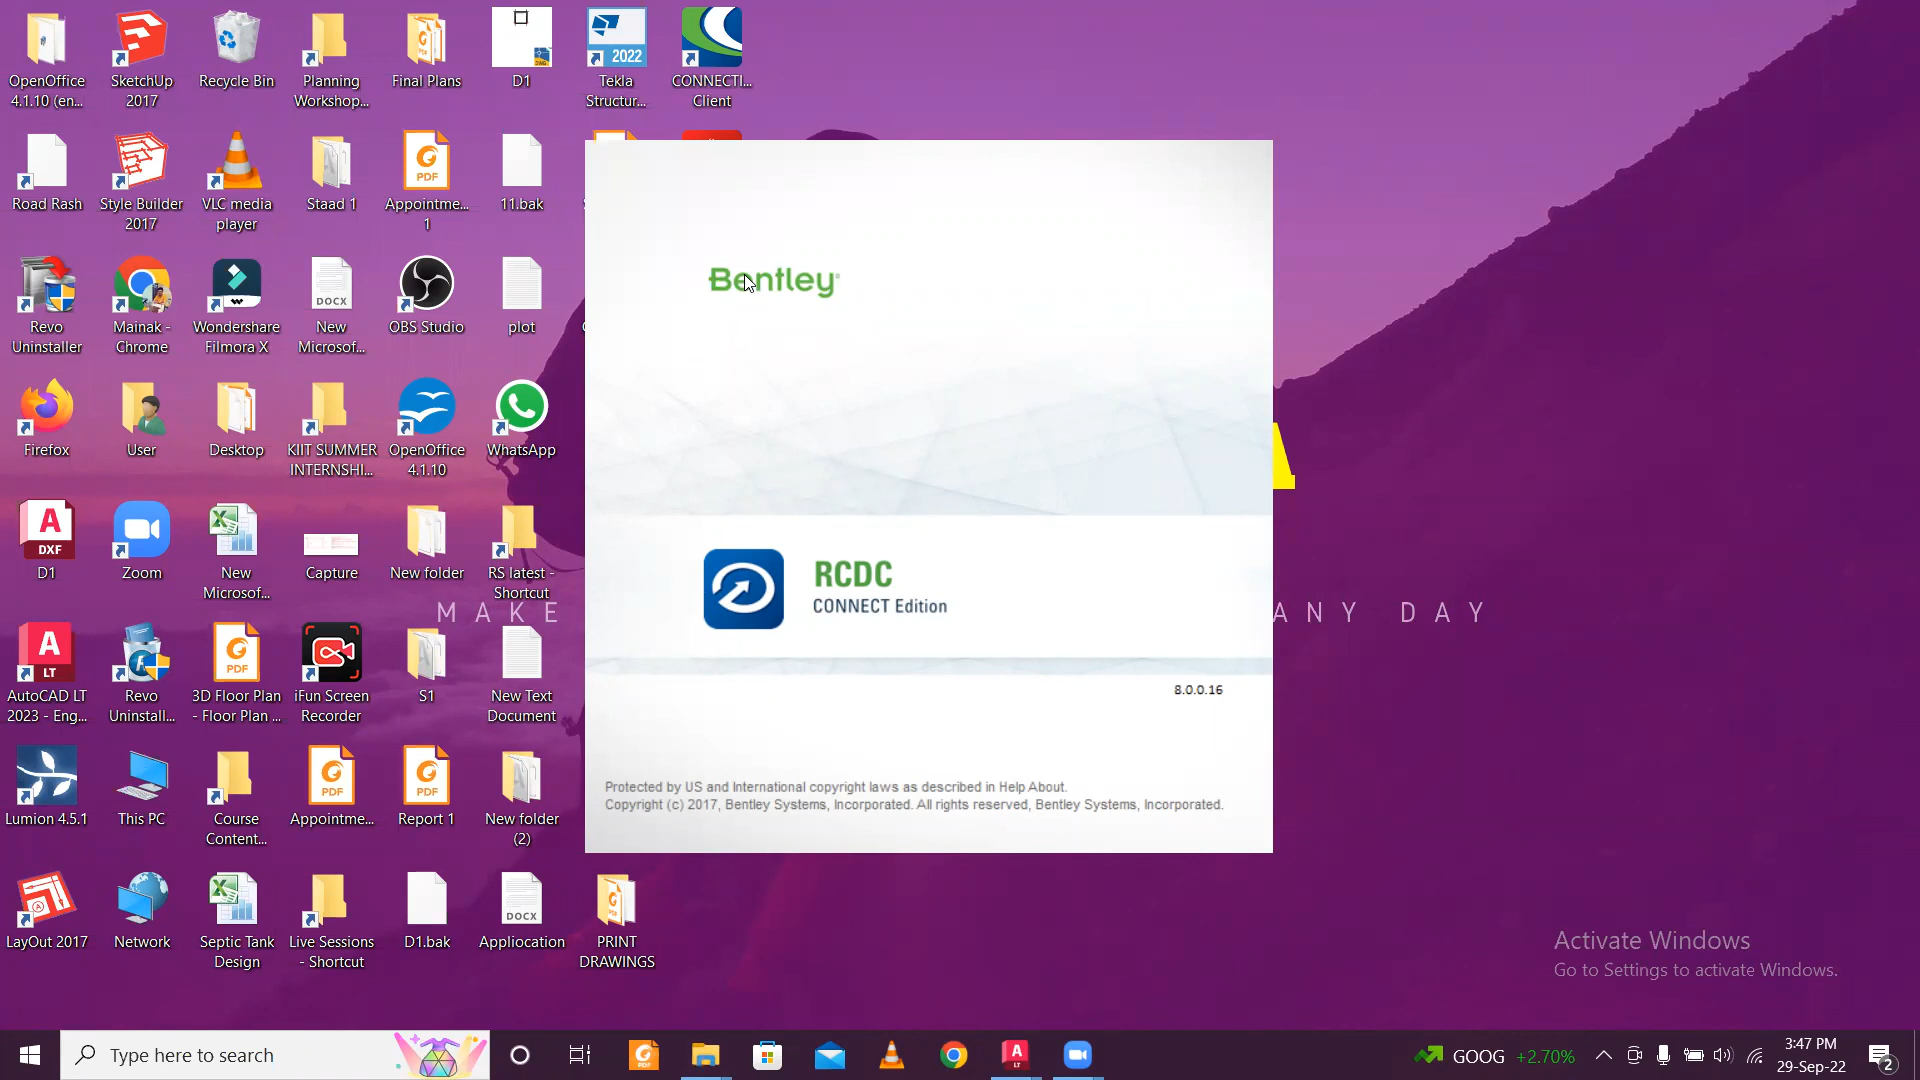 OpenOffice
4.1.10 (en...
SketchUp
2017
Recycle Bin
Planning
Workshop...
Final Plans
D1
2022
Tekla
Structur...
CONNECTI...
Client
Road Rash
Style Builder
2017
VLC media
player
Staad 1
PDF
Appointme...
1
11.bak
Revo
Uninstaller
Mainak -
Chrome
Wondershare
Filmora X
DOCX
New
Microsof...
OBS Studio
plot
Bentley
Firefox
User
Desktop
KIIT SUMMER
INTERNSHI...
OpenOffice
4.1.10
WhatsApp
A
DXF
D1
Zoom
New
Microsof...
Capture
New folder
RS latest -
Shortcut
RCDC
CONNECT Edition
MAKE
ANY DAY
8.0.0.16
A
LT
AutoCAD LT
2023 - Eng...
Revo
Uninstall...
PDF
3D Floor Plan
- Floor Plan ...
iFun Screen
Recorder
S1
New Text
Document
Lumion 4.5.1
This PC
Course
Content...
PDF
Appointme...
PDF
Report 1
New folder
(2)
Protected by US and International copyright laws as described in Help About.
Copyright (c) 2017, Bentley Systems, Incorporated. All rights reserved, Bentley Systems, Incorporated.
LayOut 2017
Network
Septic Tank
Design
Live Sessions
- Shortcut
D1.bak
DOCX
Appliocation
PRINT
DRAWINGS
Activate Windows
Go to Settings to activate Windows.
Type here to search
PDF
A
LT
GOOG +2.70%
3:47 PM
29-Sep-22
2